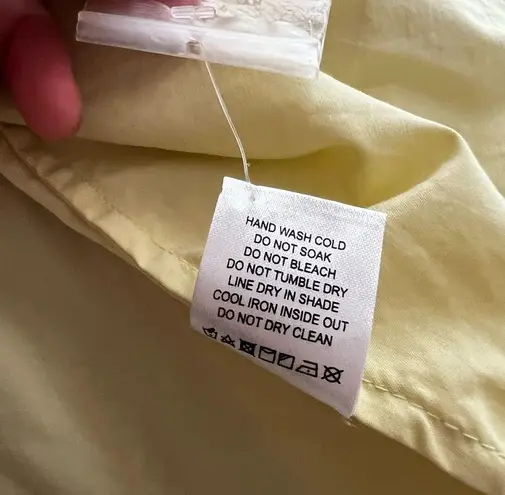 HAND WASH COLD
DO NOT SOAK
DO NOT BLEACH
DO NOT TUMBLE DRY
LINE DRY IN SHADE
COOL IRON INSIDE OUT
DO NOT DRY CLEAN